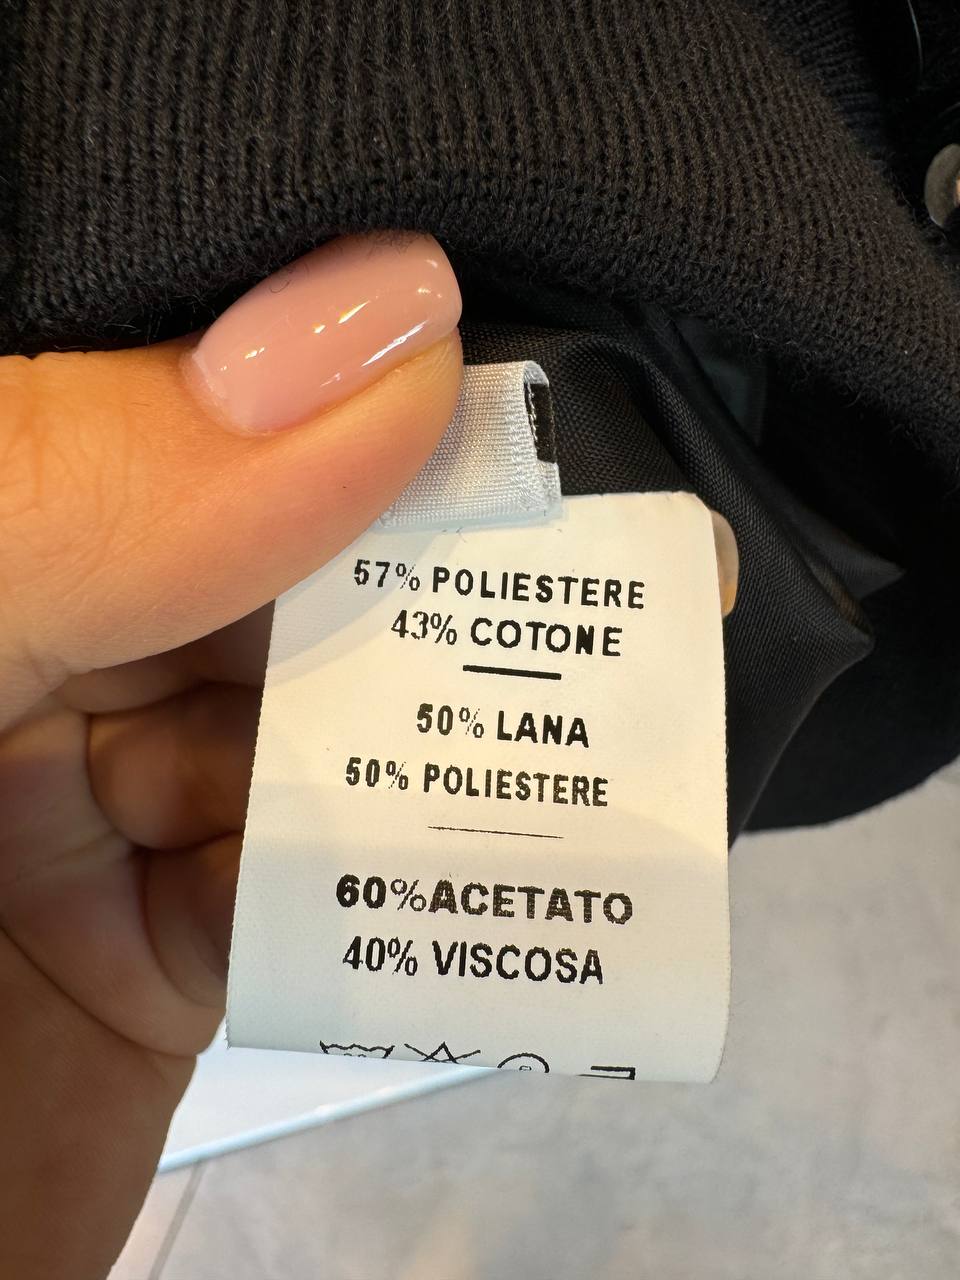 57% POLIESTERE
43% COTONE
50% LANA
50% POLIESTERE
60%ACETATO
40% VISCOSA